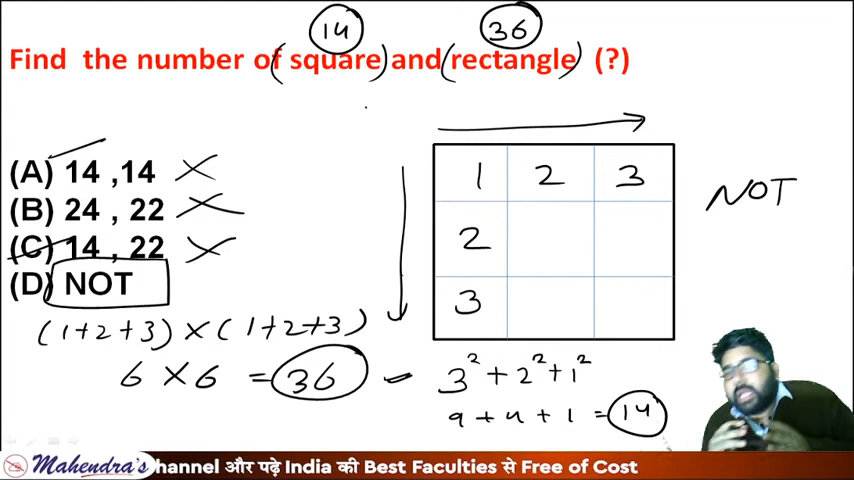 14 36
Find the number of (square) and (rectangle) (?)
(A) 14 ,14
(B) 24 , 22
(C) 14 , 22
(D) NOT
1 2 3
2
3
NOT
(1+2+3) × (1+2+3)
6 × 6 = 36
3² + 2² + 1²
9 + 4 + 1 = 14
Mahendra's hannel और पढ़े India की Best Faculties से Free of Cost